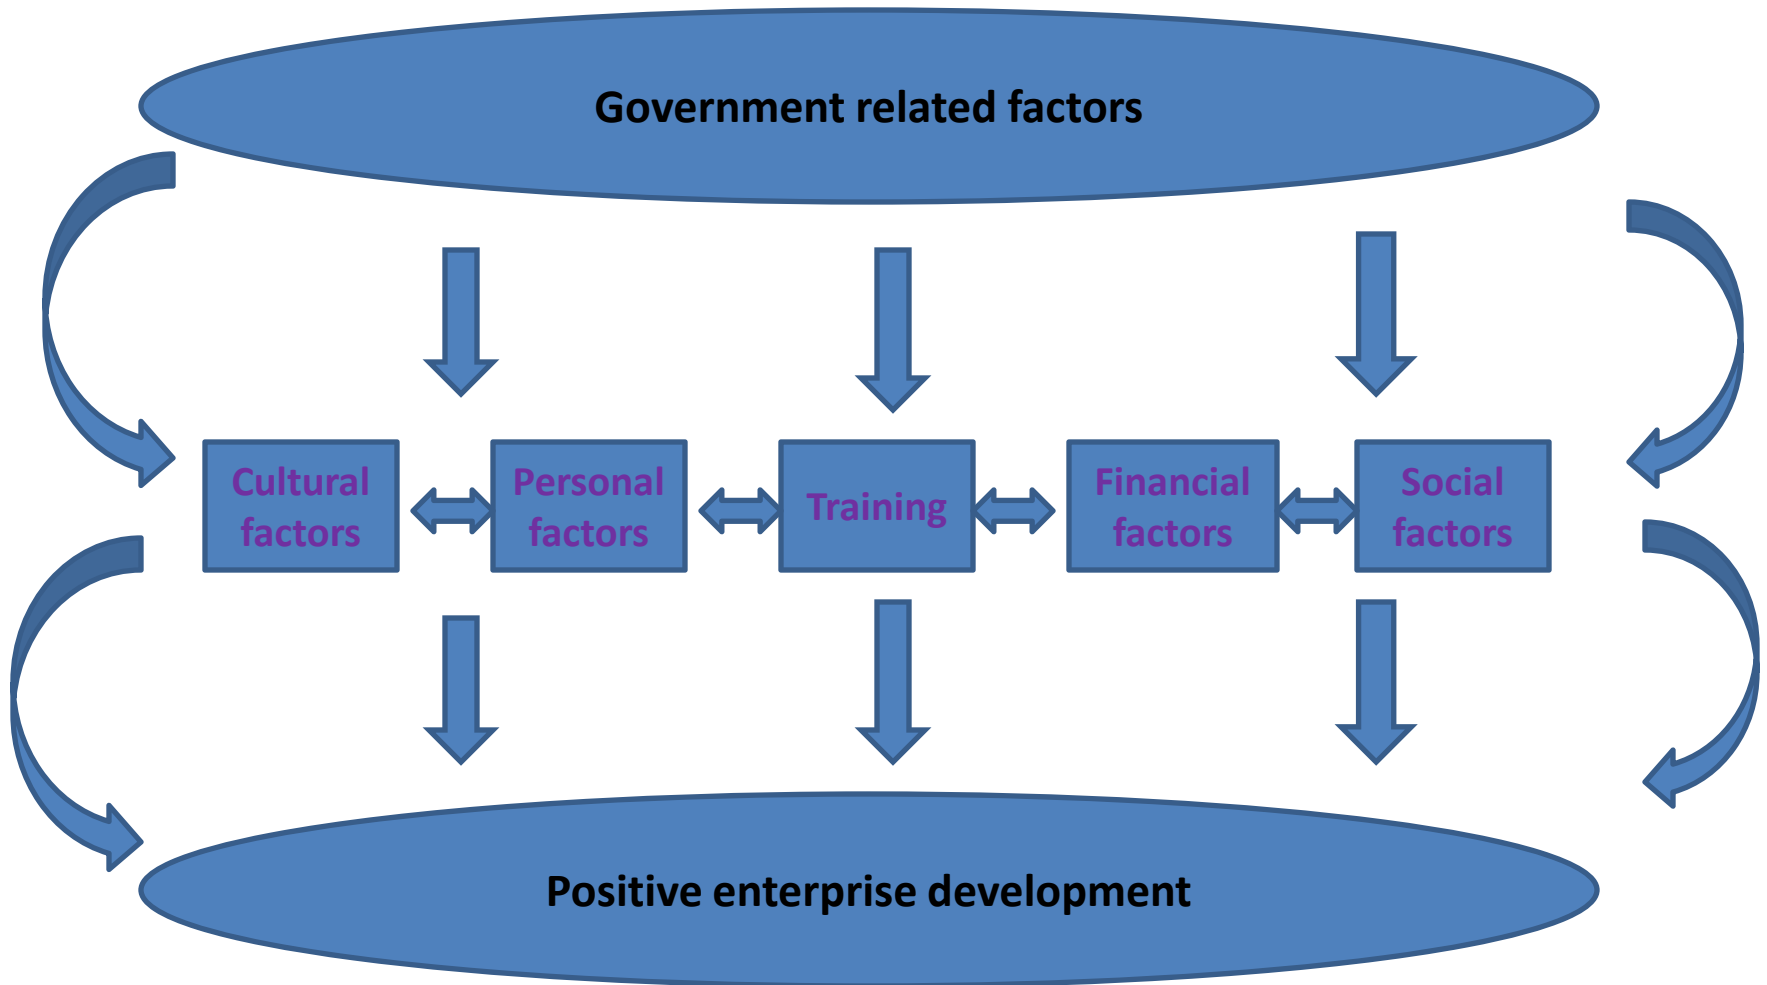 Government related factors
Cultural
factors
Personal
factors
Training
Financial
factors
Social
factors
Positive enterprise development